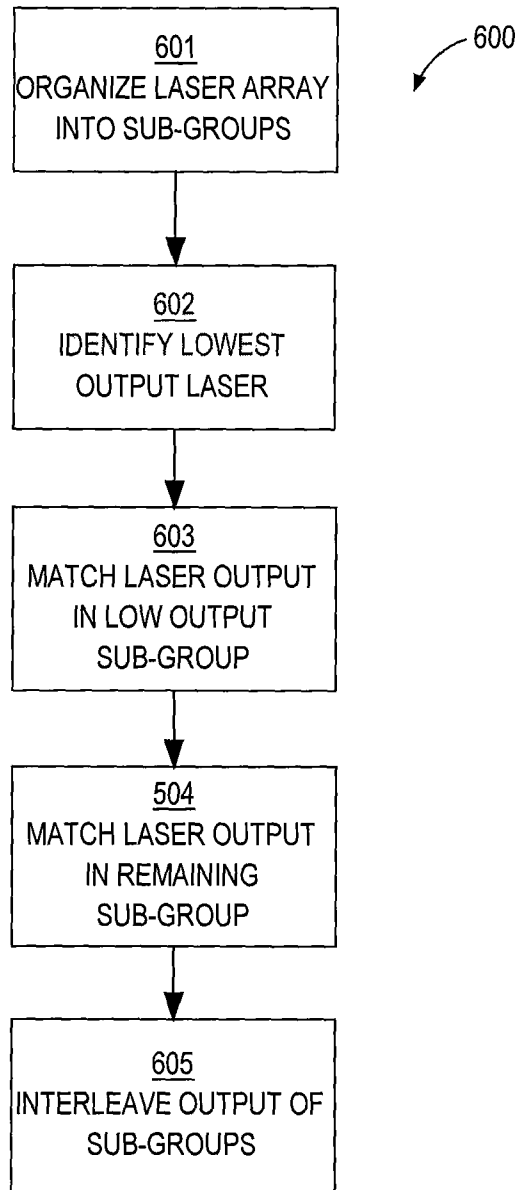 601
ORGANIZE LASER ARRAY
INTO SUB-GROUPS
600
602
IDENTIFY LOWEST
OUTPUT LASER
603
MATCH LASER OUTPUT
IN LOW OUTPUT
SUB-GROUP
504
MATCH LASER OUTPUT
IN REMAINING
SUB-GROUP
605
INTERLEAVE OUTPUT OF
SUB-GROUPS